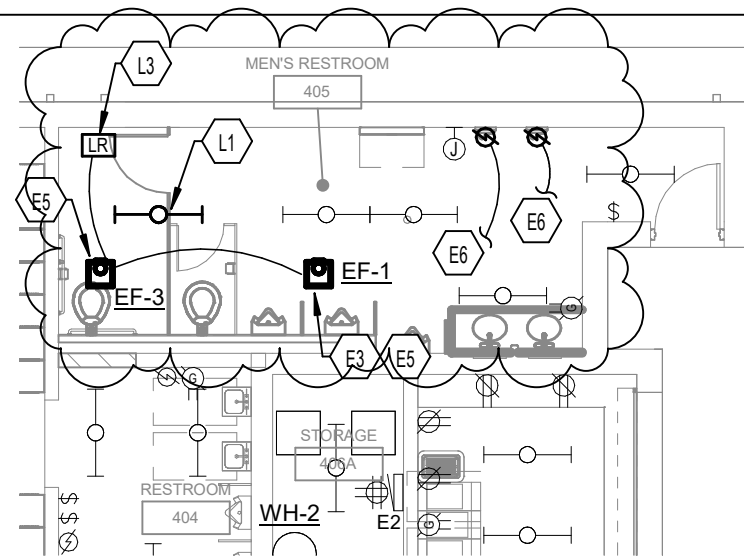 L3
MEN'S RESTROOM
405
LR
L1
J
E5
$
E6
E6
EF-3
EF-1
G
E3
E5
G
STORAGE
406A
RESTROOM
404
WH-2
E2
G
$
$